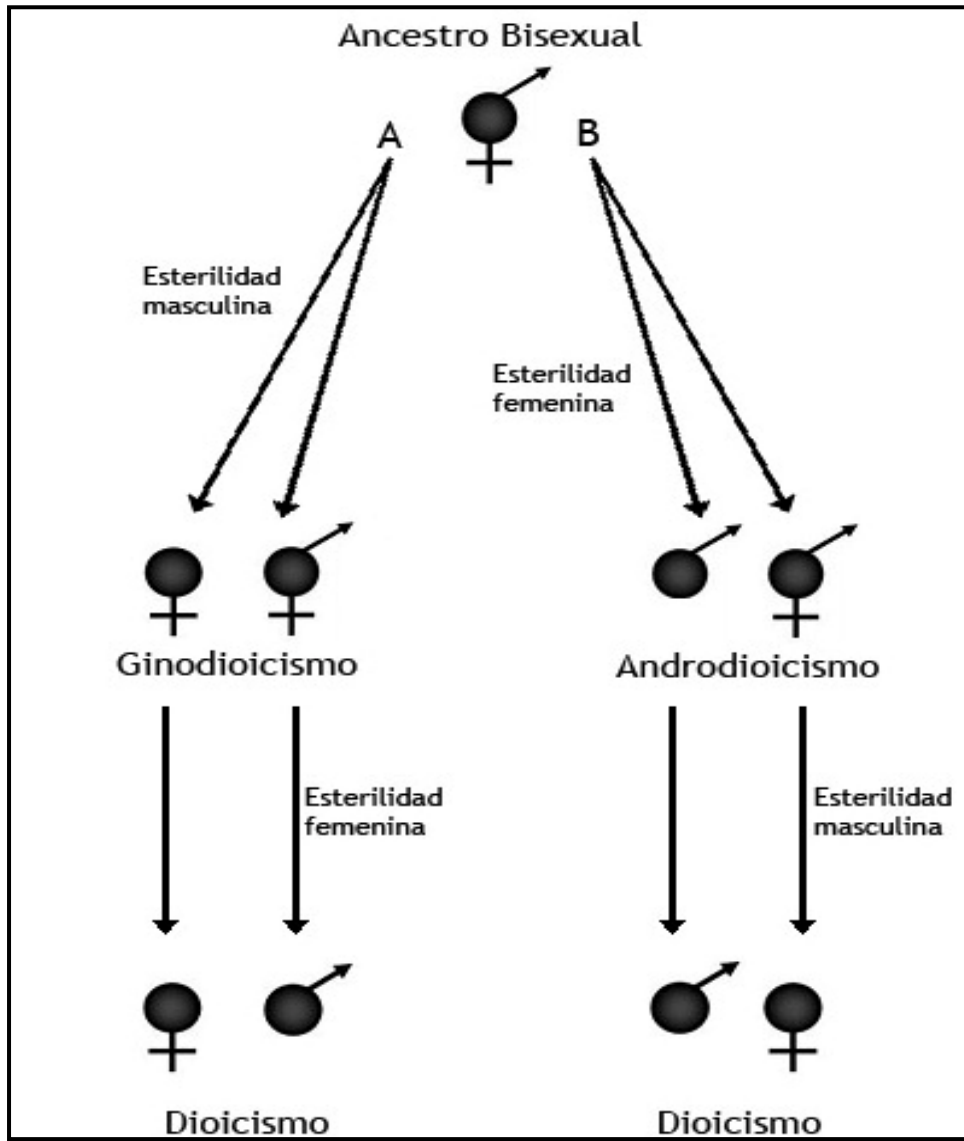 Ancestro Bisexual
A
B
Esterilidad
masculina
Esterilidad
femenina
Ginodioicismo
Androdioicismo
Esterilidad
femenina
Esterilidad
masculina
Dioicismo
Dioicismo